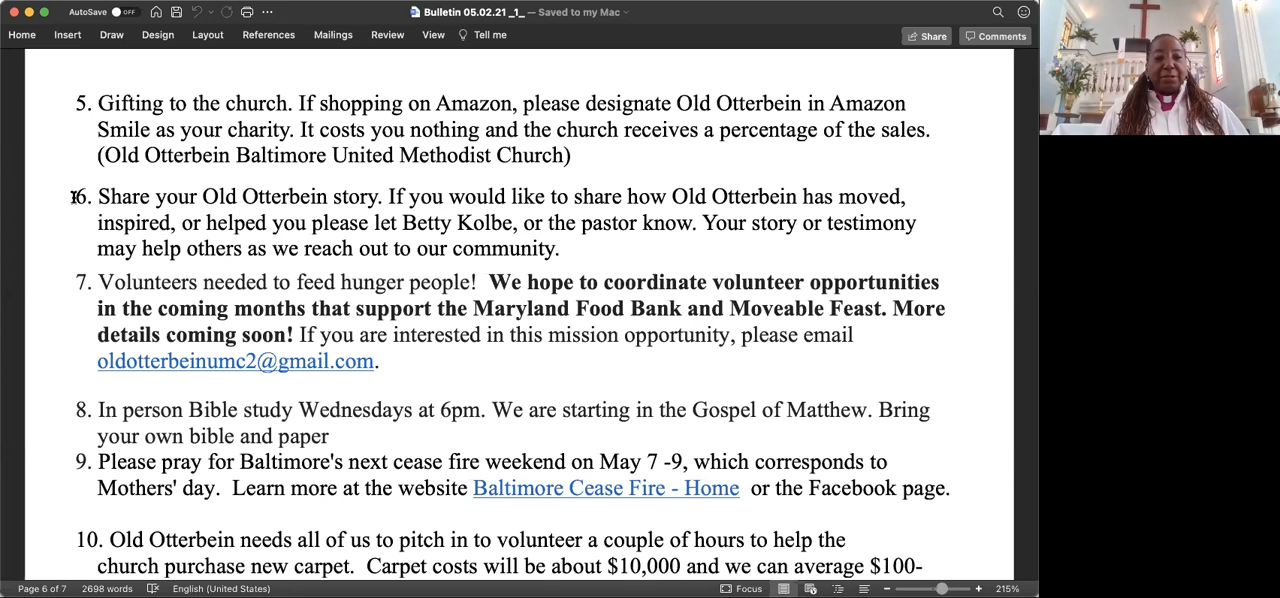 AutoSave OFF
Bulletin 05.02.21 _1_ — Saved to my Mac
Home Insert Draw Design Layout References Mailings Review View Tell me Share Comments
5. Gifting to the church. If shopping on Amazon, please designate Old Otterbein in Amazon
Smile as your charity. It costs you nothing and the church receives a percentage of the sales.
(Old Otterbein Baltimore United Methodist Church)
6. Share your Old Otterbein story. If you would like to share how Old Otterbein has moved,
inspired, or helped you please let Betty Kolbe, or the pastor know. Your story or testimony
may help others as we reach out to our community.
7. Volunteers needed to feed hunger people! We hope to coordinate volunteer opportunities
in the coming months that support the Maryland Food Bank and Moveable Feast. More
details coming soon! If you are interested in this mission opportunity, please email
oldotterbeinumc2@gmail.com.
8. In person Bible study Wednesdays at 6pm. We are starting in the Gospel of Matthew. Bring
your own bible and paper
9. Please pray for Baltimore's next cease fire weekend on May 7 -9, which corresponds to
Mothers' day. Learn more at the website Baltimore Cease Fire - Home or the Facebook page.
10. Old Otterbein needs all of us to pitch in to volunteer a couple of hours to help the
church purchase new carpet. Carpet costs will be about $10,000 and we can average $100-
Page 6 of 7 2698 words English (United States) Focus 215%